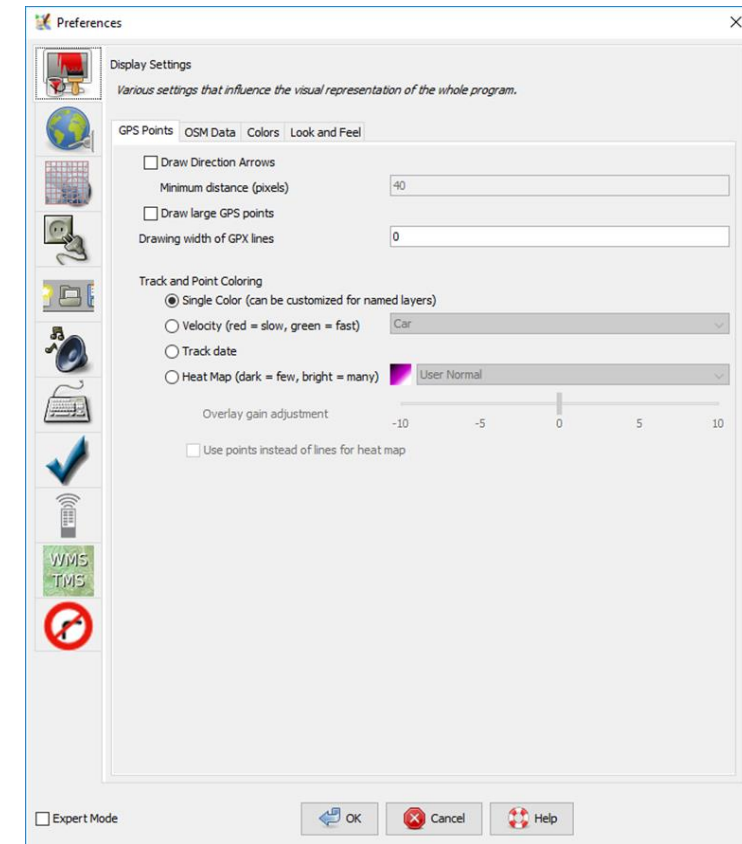 Preferences
Display Settings
Various settings that influence the visual representation of the whole program.
GPS Points OSM Data Colors Look and Feel
Draw Direction Arrows
Minimum distance (pixels) 40
Draw large GPS points
Drawing width of GPX lines 0
Track and Point Coloring
Single Color (can be customized for named layers)
Velocity (red = slow, green = fast) Car
Track date
Heat Map (dark = few, bright = many) User Normal
Overlay gain adjustment
-10 -5 0 5 10
Use points instead of lines for heat map
WMS
TMS
Expert Mode OK Cancel Help